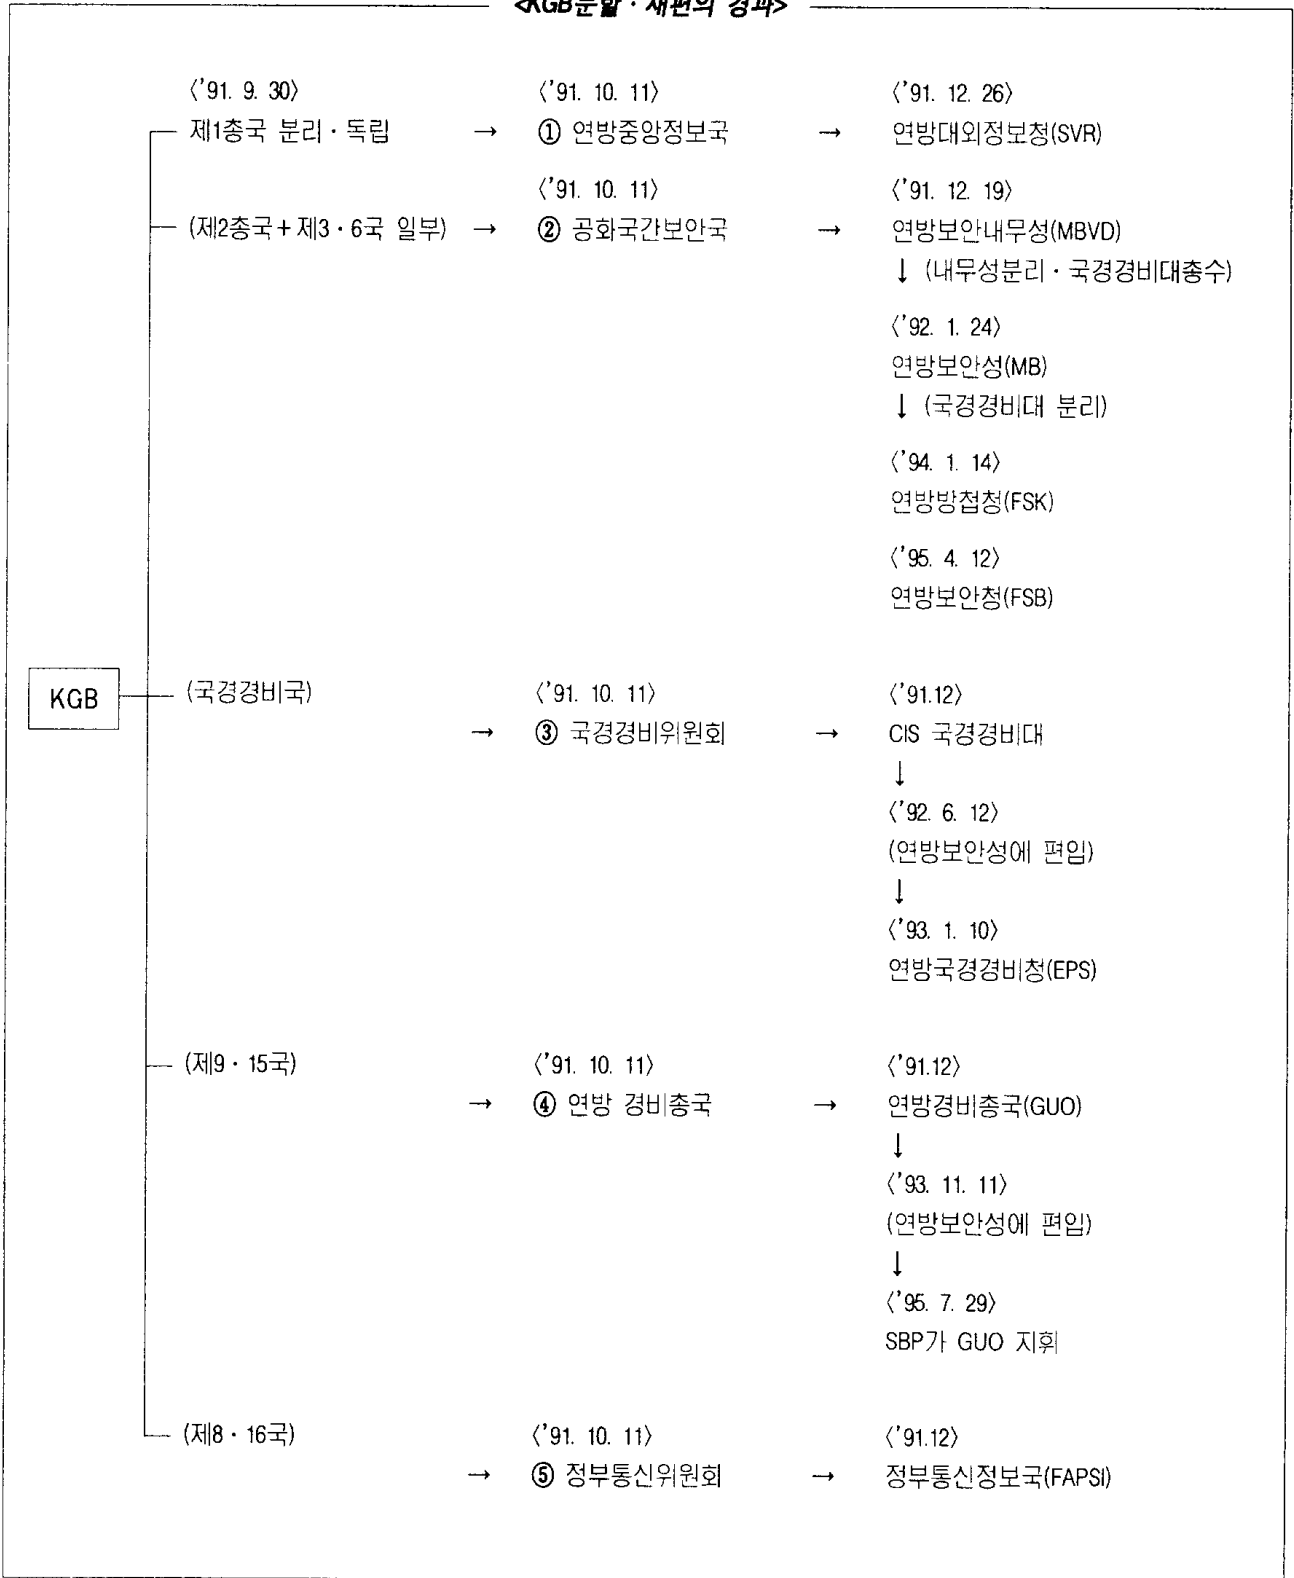 <KGB분할·재편의 경과>
〈'91. 9. 30〉 〈'91. 10. 11〉 〈'91. 12. 26〉
제1총국 분리·독립 → ① 연방중앙정보국 → 연방대외정보청(SVR)
〈'91. 10. 11〉 〈'91. 12. 19〉
(제2총국+제3·6국 일부) → ② 공화국간보안국 → 연방보안내무성(MBVD)
↓ (내무성분리·국경경비대총수)
〈'92. 1. 24〉
연방보안성(MB)
↓ (국경경비대 분리)
〈'94. 1. 14〉
연방방첩청(FSK)
〈'95. 4. 12〉
연방보안청(FSB)
KGB
(국경경비국) 〈'91. 10. 11〉 〈'91.12〉
→ ③ 국경경비위원회 → CIS 국경경비대
↓
〈'92. 6. 12〉
(연방보안성에 편입)
↓
〈'93. 1. 10〉
연방국경경비청(EPS)
(제9·15국) 〈'91. 10. 11〉 〈'91.12〉
→ ④ 연방 경비총국 → 연방경비총국(GUO)
↓
〈'93. 11. 11〉
(연방보안성에 편입)
↓
〈'95. 7. 29〉
SBP가 GUO 지휘
(제8·16국) 〈'91. 10. 11〉 〈'91.12〉
→ ⑤ 정부통신위원회 → 정부통신정보국(FAPSI)